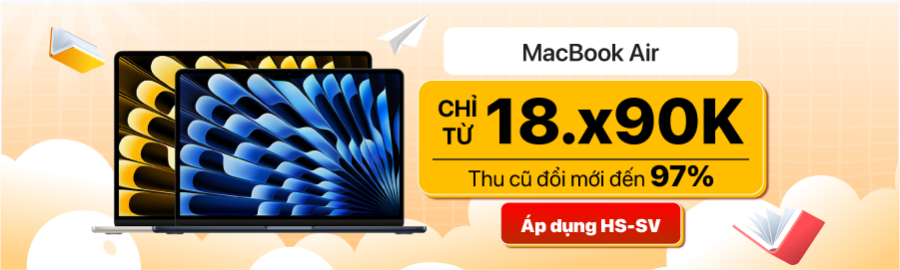 MacBook Air
CHỈ TỪ 18.x90K
Thu cũ đổi mới đến 97%
Áp dụng HS-SV